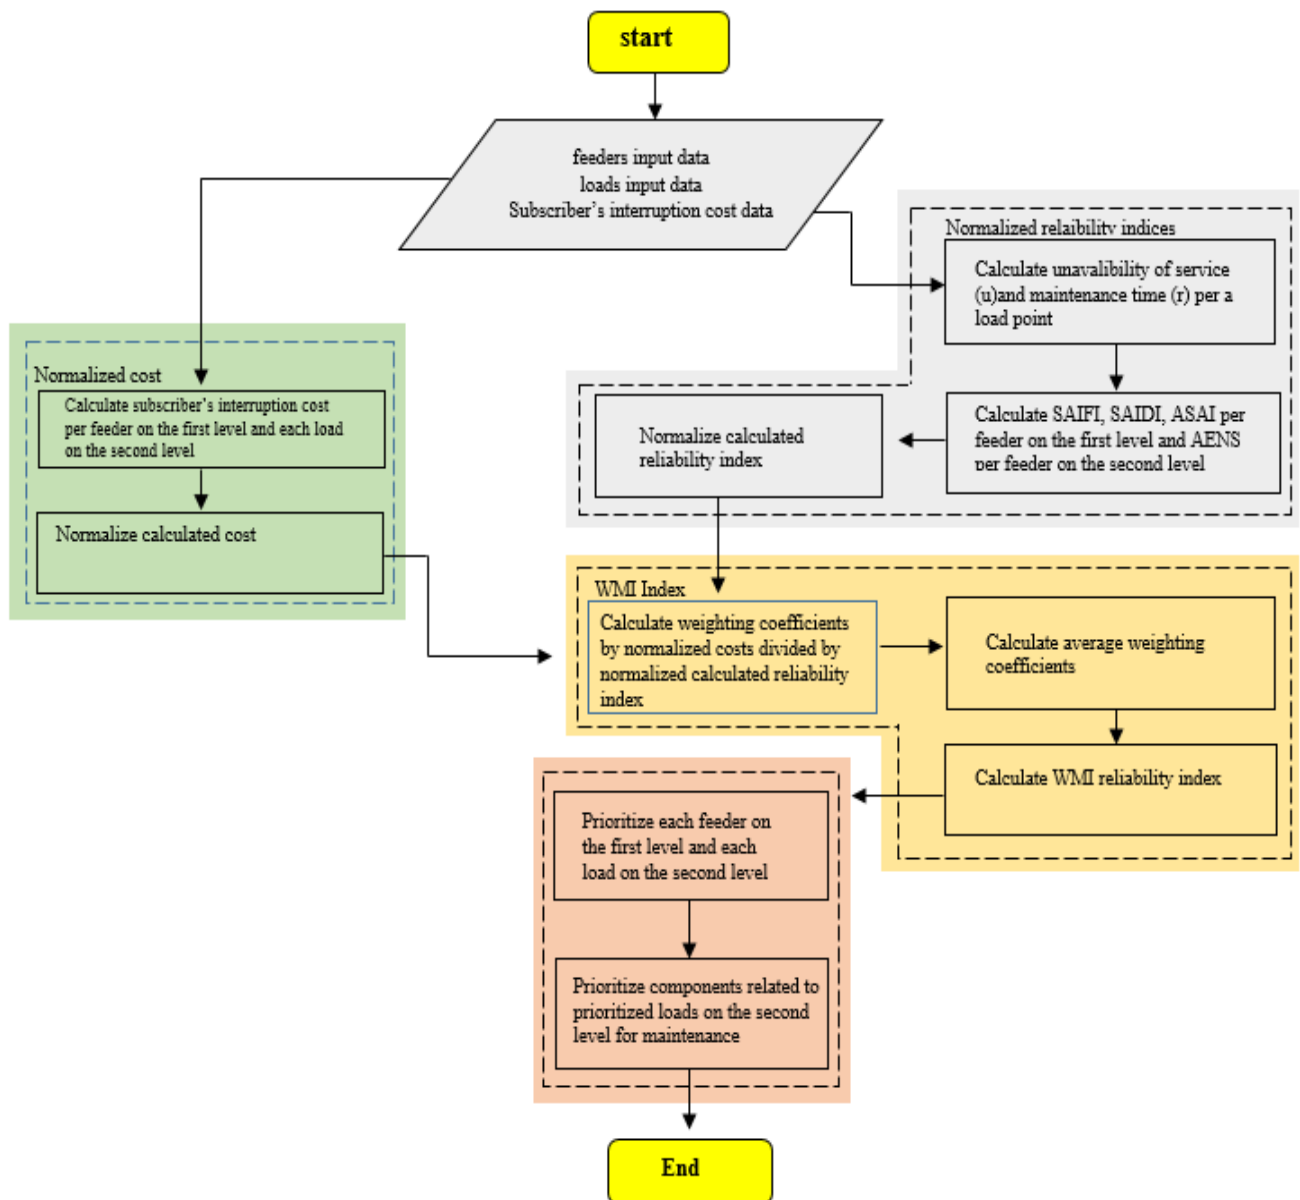 start
feeders input data
loads input data
Subscriber's interruption cost data
Normalized relaibility indices
Calculate unavalibility of service
(u)and maintenance time (r) per a
load point
Calculate SAIFI, SAIDI, ASAI per
feeder on the first level and AENS
per feeder on the second level
Normalize calculated
reliability index
Normalized cost
Calculate subscriber's interruption cost
per feeder on the first level and each load
on the second level
Normalize calculated cost
WMI Index
Calculate weighting coefficients
by normalized costs divided by
normalized calculated reliability
index
Calculate average weighting
coefficients
Calculate WMI reliability index
Prioritize each feeder on
the first level and each
load on the second level
Prioritize components related to
prioritized loads on the second
level for maintenance
End